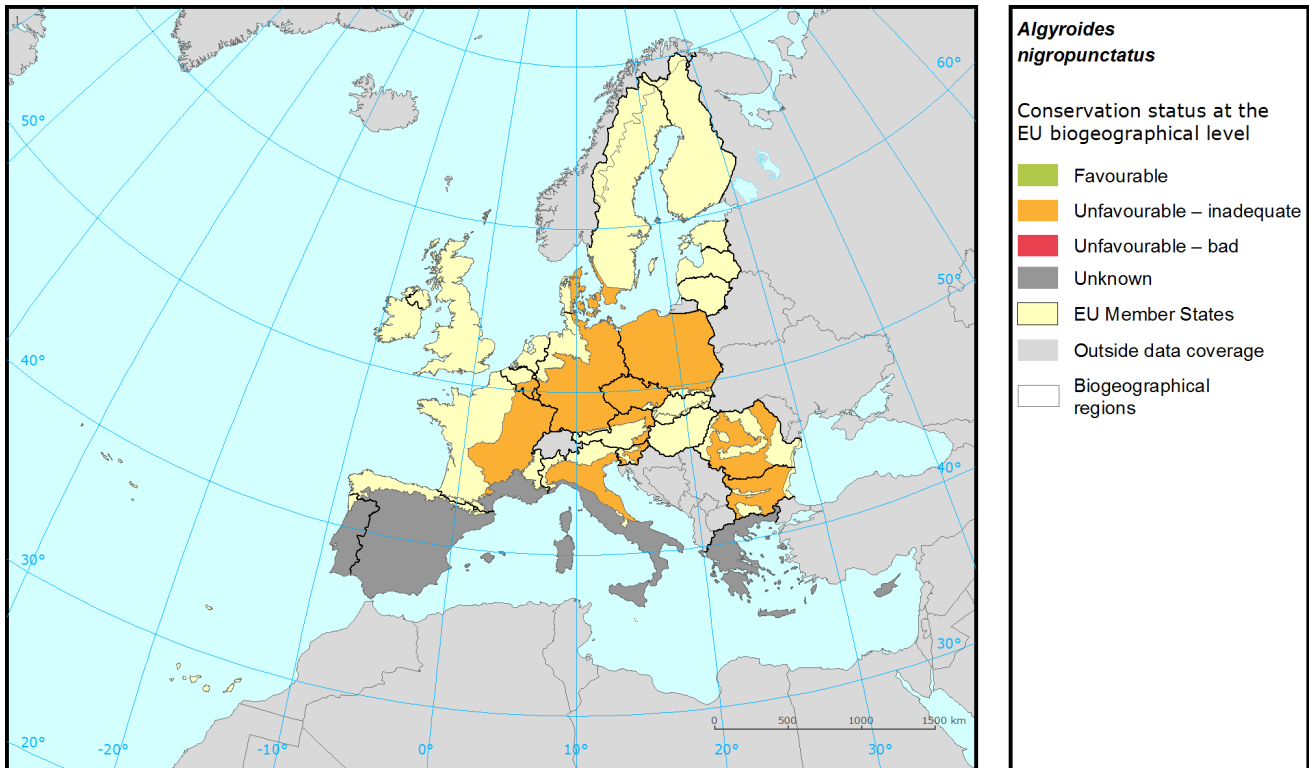 60°
50°
50°
40°
40°
30°
30°
20°
-20°
-10°
0°
10°
20°
30°
0
500
1000
1500 km
Algyroides
nigropunctatus
Conservation status at the
EU biogeographical level
Favourable
Unfavourable – inadequate
Unfavourable – bad
Unknown
EU Member States
Outside data coverage
Biogeographical
regions